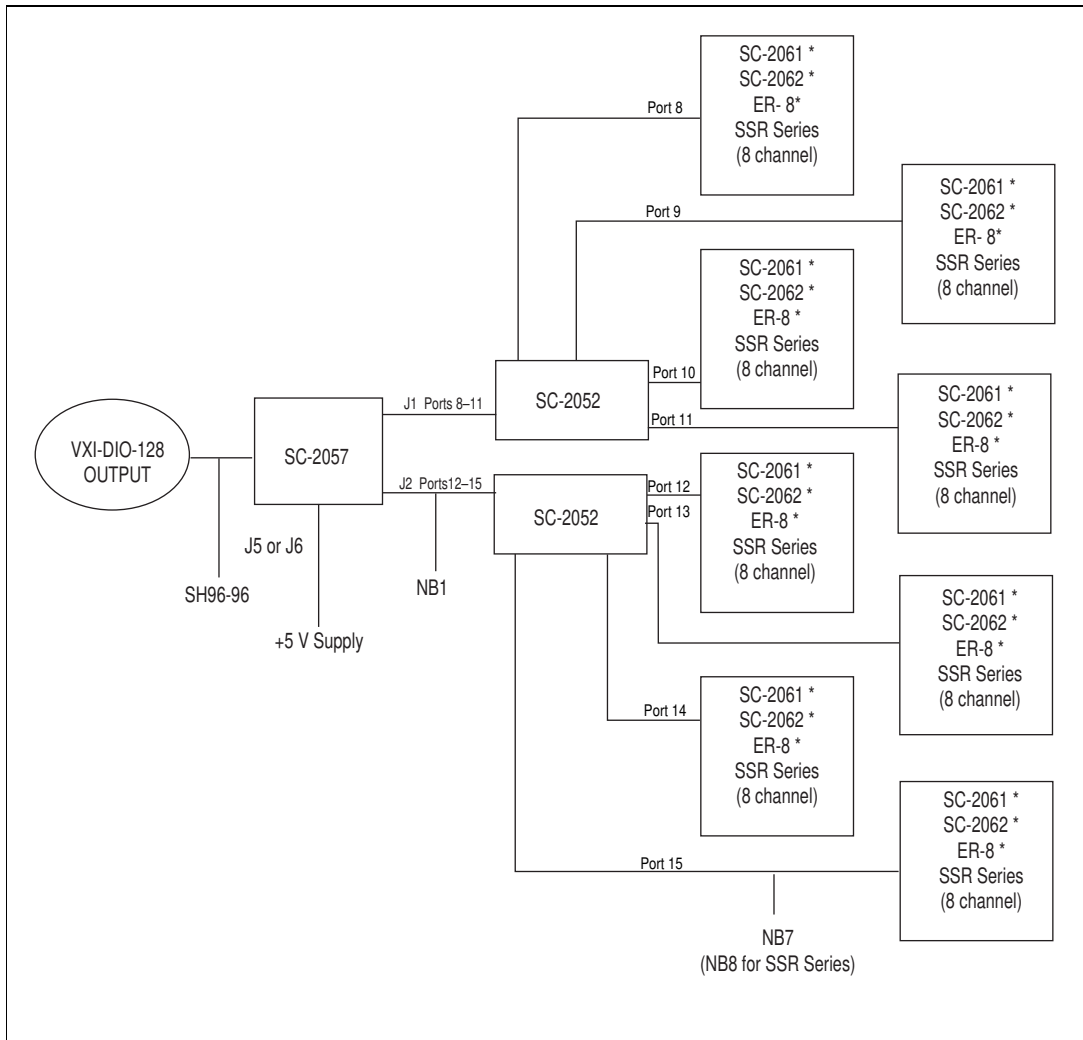 SC-2061 *
SC-2062 *
ER- 8*
SSR Series
(8 channel)
Port 8
SC-2061 *
SC-2062 *
ER- 8*
SSR Series
(8 channel)
Port 9
SC-2061 *
SC-2062 *
ER-8 *
SSR Series
(8 channel)
Port 10
SC-2052
J1 Ports 8–11
Port 11
SC-2061 *
SC-2062 *
ER-8 *
SSR Series
(8 channel)
VXI-DIO-128
OUTPUT
SC-2057
J2 Ports12–15
SC-2052
Port 12
Port 13
SC-2061 *
SC-2062 *
ER-8 *
SSR Series
(8 channel)
J5 or J6
SH96-96
NB1
+5 V Supply
SC-2061 *
SC-2062 *
ER-8 *
SSR Series
(8 channel)
Port 14
SC-2061 *
SC-2062 *
ER-8 *
SSR Series
(8 channel)
Port 15
SC-2061 *
SC-2062 *
ER-8 *
SSR Series
(8 channel)
NB7
(NB8 for SSR Series)